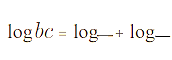 log bc = log__ + log__